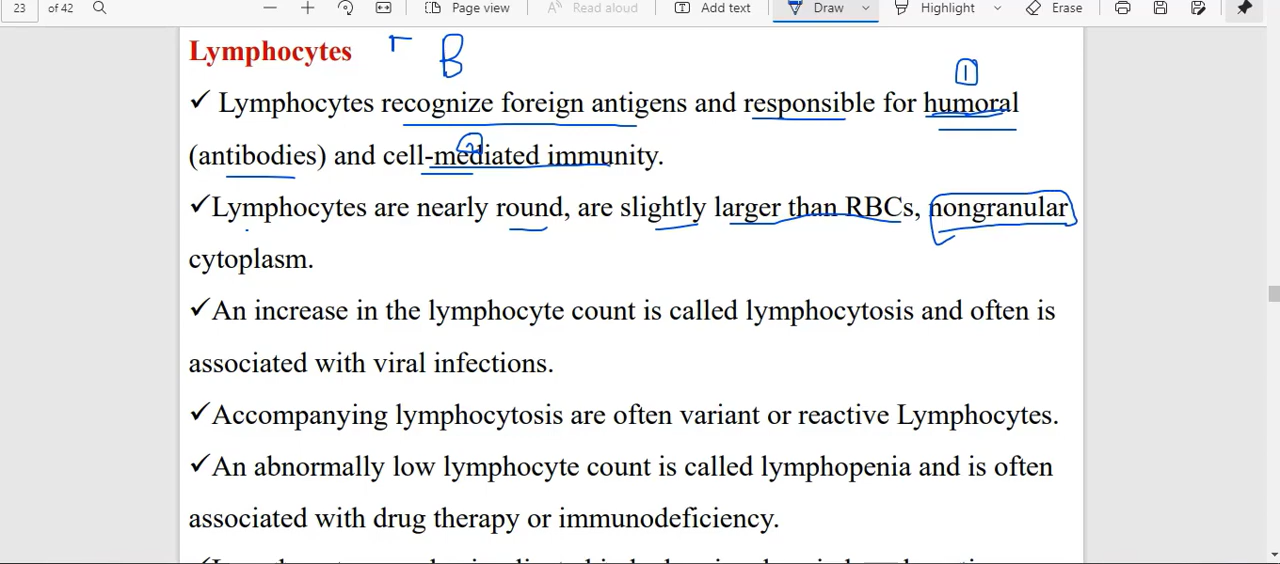 23 of 42 Page view Read aloud Add text Draw Highlight Erase
Lymphocytes T B
1
✓ Lymphocytes recognize foreign antigens and responsible for humoral
2
(antibodies) and cell-mediated immunity.
✓Lymphocytes are nearly round, are slightly larger than RBCs, nongranular
cytoplasm.
✓An increase in the lymphocyte count is called lymphocytosis and often is
associated with viral infections.
✓Accompanying lymphocytosis are often variant or reactive Lymphocytes.
✓An abnormally low lymphocyte count is called lymphopenia and is often
associated with drug therapy or immunodeficiency.